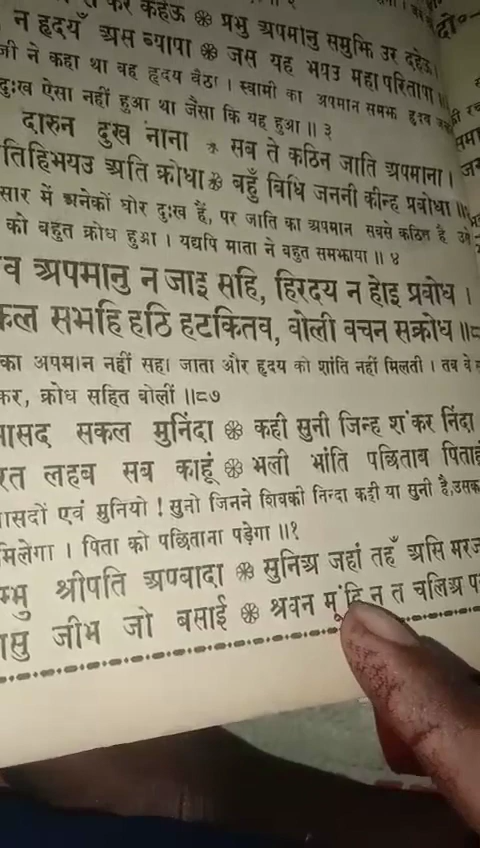 न हृदयँ अस ब्यापा ❊ जस यह भयउ महा परितापा ॥
जी ने कहा था वह हृदय बैठा । स्वामी का अपमान समझ हृदय
दुःख ऐसा नहीं हुआ था जैसा कि यह हुआ ॥ ३
दारुन दुख नाना ❊ सब ते कठिन जाति अपमाना ।
तिहिभयउ अति क्रोधा ❊ बहुँ विधि जननी कीन्ह प्रबोधा ॥
सार में अनेकों घोर दुःख हैं, पर जाति का अपमान सबसे कठिन है
को बहुत क्रोध हुआ । यद्यपि माता ने बहुत समझाया ॥ ४
व अपमानु न जाइ सहि, हिरदय न होइ प्रबोध ।
कल सभहि हठि हटकितव, बोली बचन सक्रोध ॥
का अपमान नहीं सहा जाता और हृदय को शांति नहीं मिलती । तब वे
कर, क्रोध सहित बोलीं ॥८७
ासद सकल मुनिंदा ❊ कही सुनी जिन्ह शंकर निंदा
रत लहब सब काहूं ❊ भली भांति पछिताव पिताहं
ासदों एवं मुनियो ! सुनो जिनने शिवकी निन्दा कही या सुनी है,उसक
मिलेगा । पिता को पछिताना पड़ेगा ॥१
म्भु श्रीपति अपवादा ❊ सुनिअ जहां तहँ असि मरज
ासु जीभ जो बसाई ❊ श्रवन मूंदि न त चलिअ प